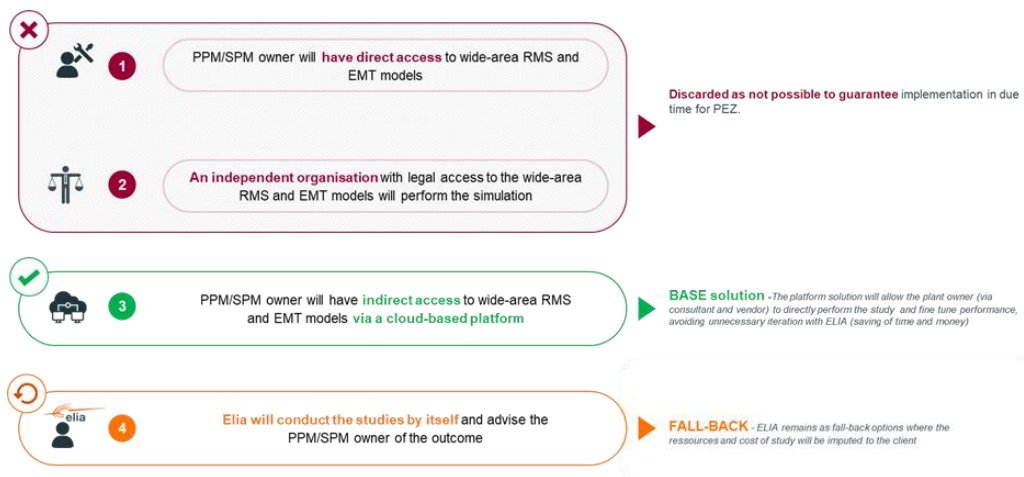 1
PPM/SPM owner will have direct access to wide-area RMS and
EMT models
Discarded as not possible to guarantee implementation in due
time for PEZ.
2
An independent organisation with legal access to the wide-area
RMS and EMT models will perform the simulation
3
PPM/SPM owner will have indirect access to wide-area RMS
and EMT models via a cloud-based platform
BASE solution -The platform solution will allow the plant owner (via
consultant and vendor) to directly perform the study and fine tune performance,
avoiding unnecessary iteration with ELIA (saving of time and money)
elia
4
Elia will conduct the studies by itself and advise the
PPM/SPM owner of the outcome
FALL-BACK - ELIA remains as fall-back options where the
ressources and cost of study will be imputed to the client